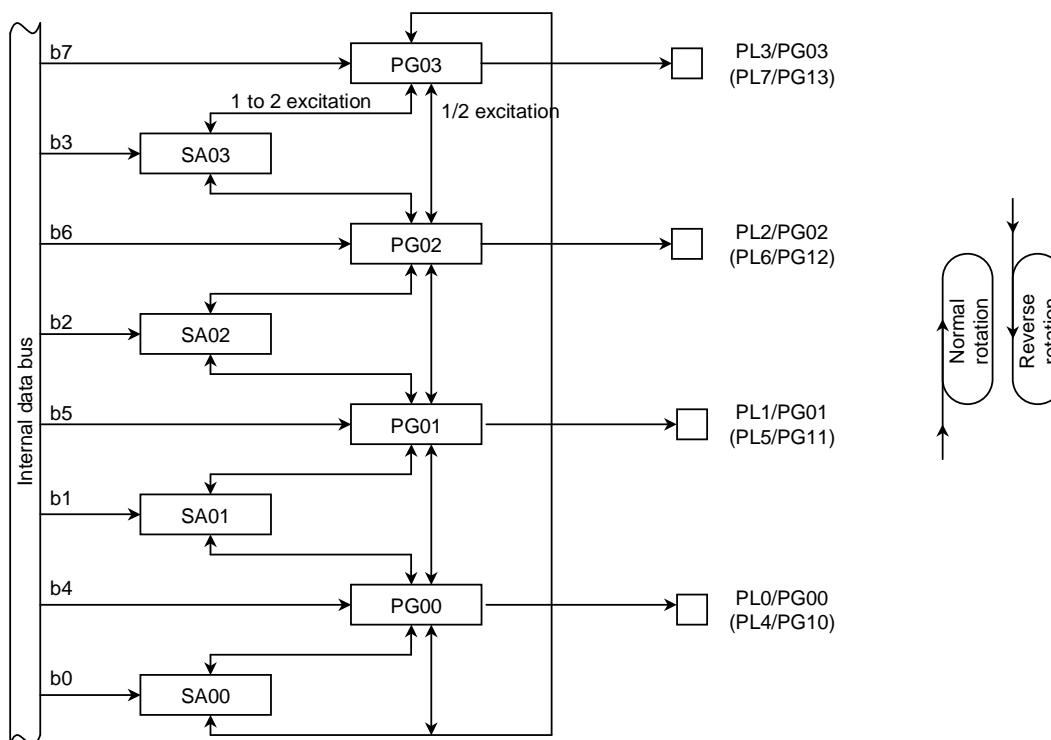 b7
PG03
PL3/PG03
(PL7/PG13)
1 to 2 excitation
1/2 excitation
b3
SA03
b6
PG02
PL2/PG02
(PL6/PG12)
b2
SA02
Internal data bus
Normal
rotation
Reverse
rotation
b5
PG01
PL1/PG01
(PL5/PG11)
b1
SA01
b4
PG00
PL0/PG00
(PL4/PG10)
b0
SA00